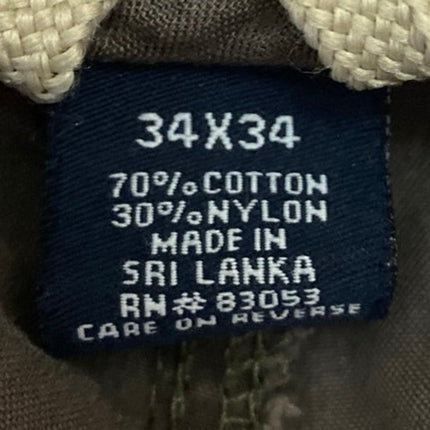 34X34
70% COTTON
30% NYLON
MADE IN
SRI LANKA
RN# 83053
CARE ON REVERSE